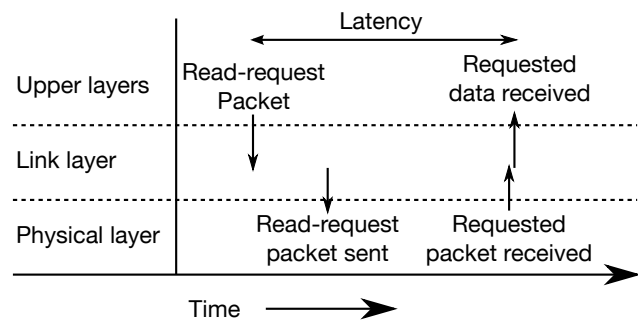 Latency
Upper layers
Read-request
Packet
Requested
data received
Link layer
Physical layer
Read-request
packet sent
Requested
packet received
Time